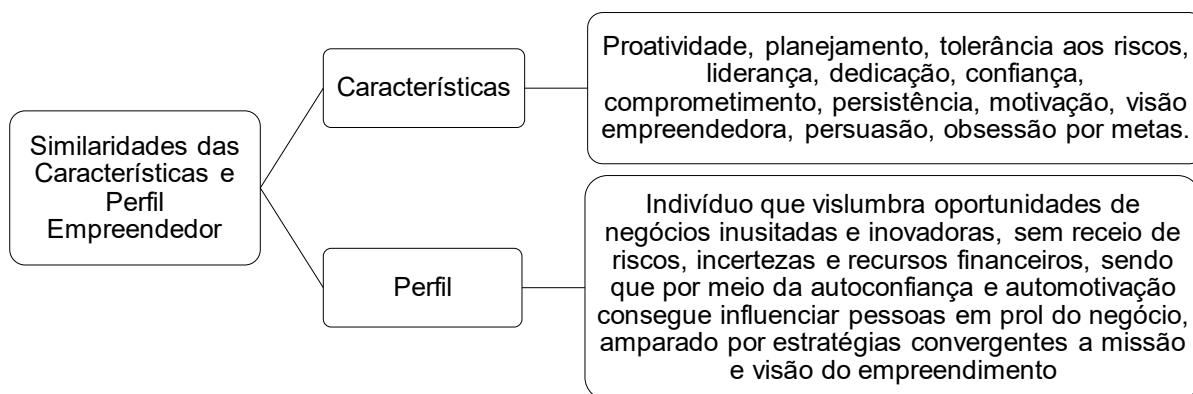 Similaridades das
Características e
Perfil
Empreendedor
Características
Proatividade, planejamento, tolerância aos riscos,
liderança, dedicação, confiança,
comprometimento, persistência, motivação, visão
empreendedora, persuasão, obsessão por metas.
Perfil
Indivíduo que vislumbra oportunidades de
negócios inusitadas e inovadoras, sem receio de
riscos, incertezas e recursos financeiros, sendo
que por meio da autoconfiança e automotivação
consegue influenciar pessoas em prol do negócio,
amparado por estratégias convergentes a missão
e visão do empreendimento